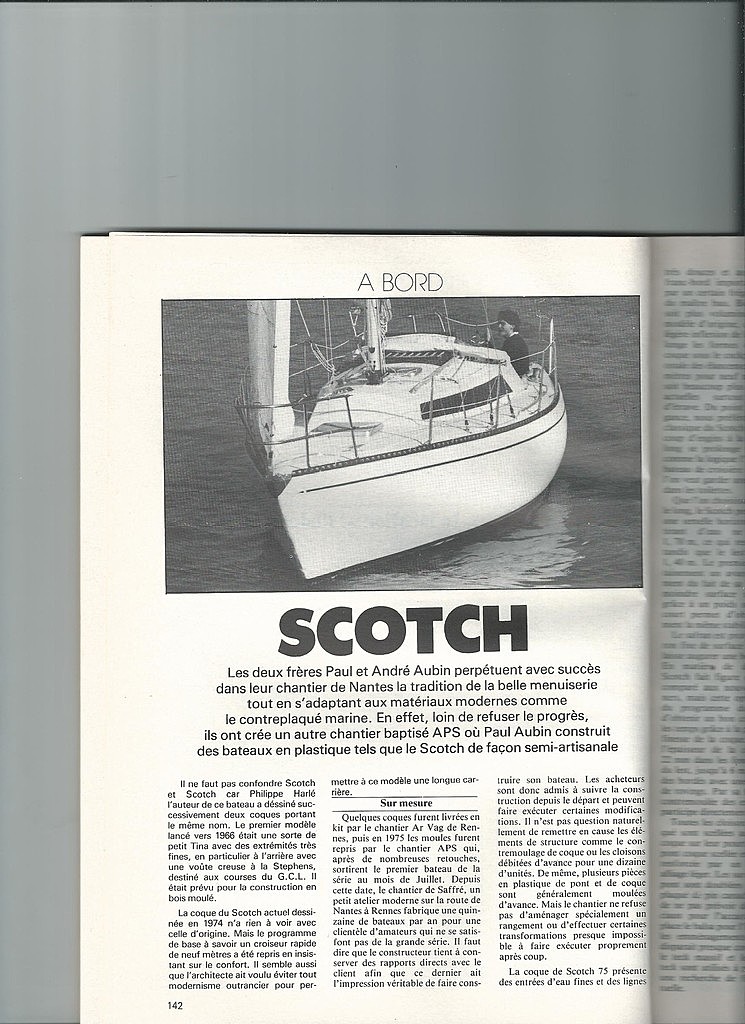 A BORD
SCOTCH
Les deux frères Paul et André Aubin perpétuent avec succès
dans leur chantier de Nantes la tradition de la belle menuiserie
tout en s'adaptant aux matériaux modernes comme
le contreplaqué marine. En effet, loin de refuser le progrès,
ils ont crée un autre chantier baptisé APS où Paul Aubin construit
des bateaux en plastique tels que le Scotch de façon semi-artisanale
Il ne faut pas confondre Scotch
et Scotch car Philippe Harlé
l'auteur de ce bateau a déssiné suc-
cessivement deux coques portant
le même nom. Le premier modèle
lancé vers 1966 était une sorte de
petit Tina avec des extrémités très
fines, en particulier à l'arrière avec
une voûte creuse à la Stephens,
destiné aux courses du G.C.L. Il
était prévu pour la construction en
bois moulé.
La coque du Scotch actuel dessi-
née en 1974 n'a rien à voir avec
celle d'origine. Mais le programme
de base à savoir un croiseur rapide
de neuf mètres a été repris en insis-
tant sur le confort. Il semble aussi
que l'architecte ait voulu éviter tout
modernisme outrancier pour per-
mettre à ce modèle une longue car-
rière.
Sur mesure
Quelques coques furent livrées en
kit par le chantier Ar Vag de Ren-
nes, puis en 1975 les moules furent
repris par le chantier APS qui,
après de nombreuses retouches,
sortirent le premier bateau de la
série au mois de Juillet. Depuis
cette date, le chantier de Saffré, un
petit atelier moderne sur la route de
Nantes à Rennes fabrique une quin-
zaine de bateaux par an pour une
clientèle d'amateurs qui ne se satis-
font pas de la grande série. Il faut
dire que le constructeur tient à con-
server des rapports directs avec le
client afin que ce dernier ait
l'impression véritable de faire cons-
truire son bateau. Les acheteurs
sont donc admis à suivre la cons-
truction depuis le départ et peuvent
faire exécuter certaines modifica-
tions. Il n'est pas question naturel-
lement de remettre en cause les élé-
ments de structure comme le con-
tremoulage de coque ou les cloisons
débitées d'avance pour une dizaine
d'unités. De même, plusieurs pièces
en plastique de pont et de coque
sont généralement moulées
d'avance. Mais le chantier ne refuse
pas d'aménager spécialement un
rangement ou d'effectuer certaines
transformations presque impossi-
ble à faire exécuter proprement
après coup.
La coque de Scotch 75 présente
des entrées d'eau fines et des lignes
142